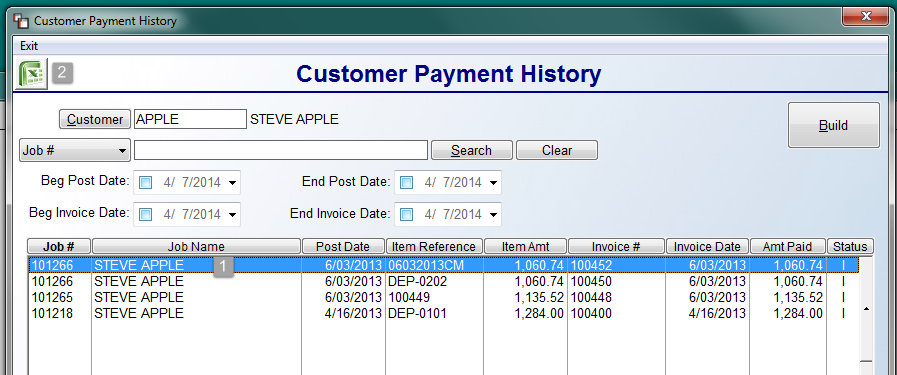 Customer Payment History
Exit
2
Customer Payment History
Customer APPLE STEVE APPLE
Build
Job # Search Clear
Beg Post Date: 4/ 7/2014 End Post Date: 4/ 7/2014
Beg Invoice Date: 4/ 7/2014 End Invoice Date: 4/ 7/2014
Job # Job Name Post Date Item Reference Item Amt Invoice # Invoice Date Amt Paid Status
101266 STEVE APPLE 1 6/03/2013 06032013CM 1,060.74 100452 6/03/2013 1,060.74 I
101266 STEVE APPLE 6/03/2013 DEP-0202 1,060.74 100450 6/03/2013 1,060.74 I
101265 STEVE APPLE 6/03/2013 100449 1,135.52 100448 6/03/2013 1,135.52 I
101218 STEVE APPLE 4/16/2013 DEP-0101 1,284.00 100400 4/16/2013 1,284.00 I